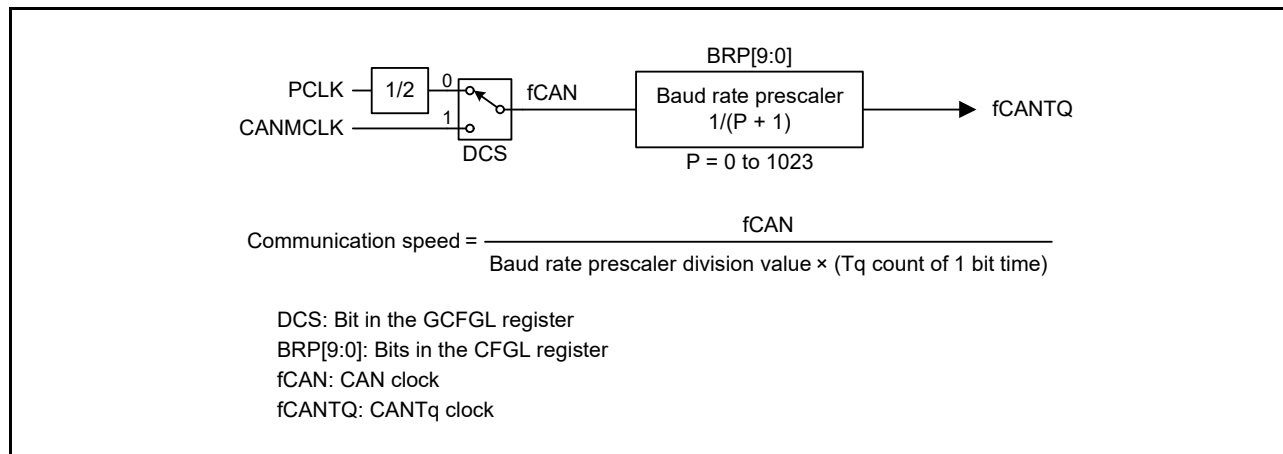 BRP[9:0]
PCLK
1/2
0
fCAN
Baud rate prescaler
1/(P + 1)
fCANTQ
CANMCLK
1
DCS
P = 0 to 1023
Communication speed =
fCAN
Baud rate prescaler division value × (Tq count of 1 bit time)
DCS: Bit in the GCFGL register
BRP[9:0]: Bits in the CFGL register
fCAN: CAN clock
fCANTQ: CANTq clock